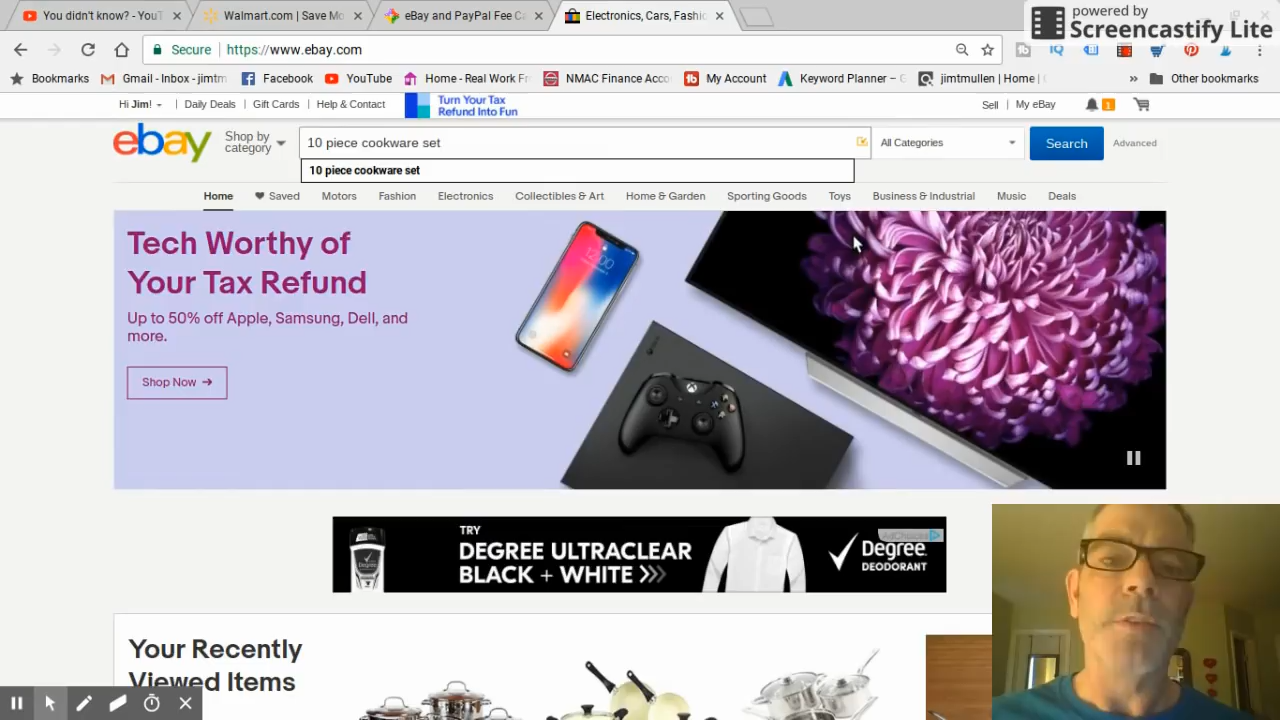 You didn't know? - YouT
Walmart.com | Save Mo
eBay and PayPal Fee Ca
Electronics, Cars, Fashio
powered by
Screencastify Lite
Secure
https://www.ebay.com
Bookmarks
Gmail - Inbox - jimtm
Facebook
YouTube
Home - Real Work Fr
NMAC Finance Acco
My Account
Keyword Planner – G
jimtmullen | Home |
Other bookmarks
Hi Jim!
Daily Deals
Gift Cards
Help & Contact
Turn Your Tax
Refund Into Fun
Sell
My eBay
1
ebay
Shop by
category
10 piece cookware set
All Categories
Search
Advanced
10 piece cookware set
Home
Saved
Motors
Fashion
Electronics
Collectibles & Art
Home & Garden
Sporting Goods
Toys
Business & Industrial
Music
Deals
Tech Worthy of
Your Tax Refund
Up to 50% off Apple, Samsung, Dell, and
more.
Shop Now
12:00
TRY
DEGREE ULTRACLEAR
BLACK + WHITE
Degree
DEODORANT
AdChoices
Your Recently
Viewed Items